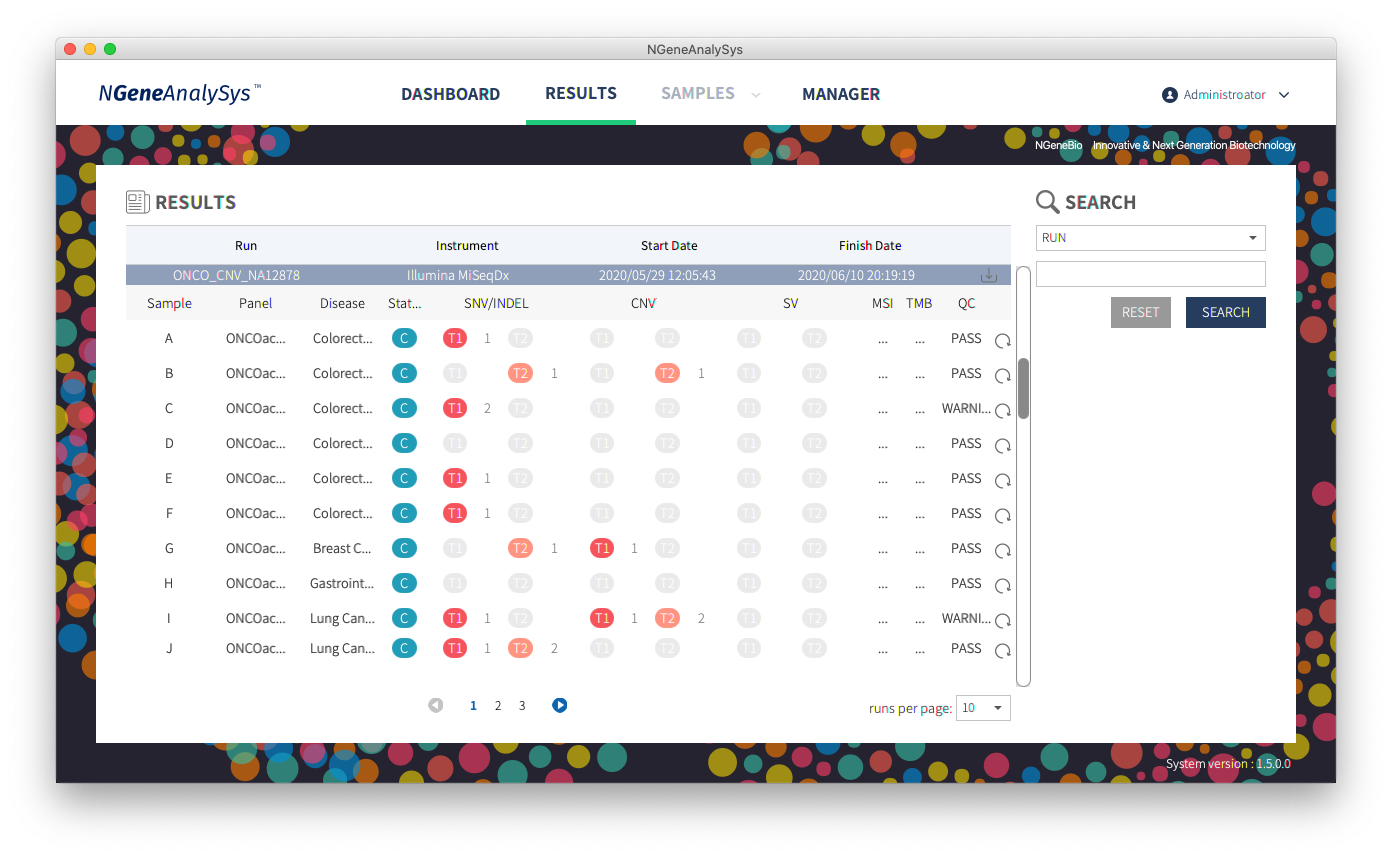 NGeneAnalySys
NGeneAnalySys™ DASHBOARD RESULTS SAMPLES MANAGER Administroator
NGeneBio Innovative & Next Generation Biotechnology
RESULTS
Run Instrument Start Date Finish Date
ONCO_CNV_NA12878 Illumina MiSeqDx 2020/05/29 12:05:43 2020/06/10 20:19:19
Sample Panel Disease Stat... SNV/INDEL CNV SV MSI TMB QC
A ONCOac... Colorect... C T1 1 T2 T1 T2 T1 T2 ... ... PASS
B ONCOac... Colorect... C T1 T2 1 T1 T2 1 T1 T2 ... ... PASS
C ONCOac... Colorect... C T1 2 T2 T1 T2 T1 T2 ... ... WARNI...
D ONCOac... Colorect... C T1 T2 T1 T2 T1 T2 ... ... PASS
E ONCOac... Colorect... C T1 1 T2 T1 T2 T1 T2 ... ... PASS
F ONCOac... Colorect... C T1 1 T2 T1 T2 T1 T2 ... ... PASS
G ONCOac... Breast C... C T1 T2 1 T1 1 T2 T1 T2 ... ... PASS
H ONCOac... Gastroint... C T1 T2 T1 T2 T1 T2 ... ... PASS
I ONCOac... Lung Can... C T1 1 T2 T1 1 T2 2 T1 T2 ... ... WARNI...
J ONCOac... Lung Can... C T1 1 T2 2 T1 T2 T1 T2 ... ... PASS
1 2 3
runs per page: 10
SEARCH
RUN
RESET SEARCH
System version : 1.5.0.0